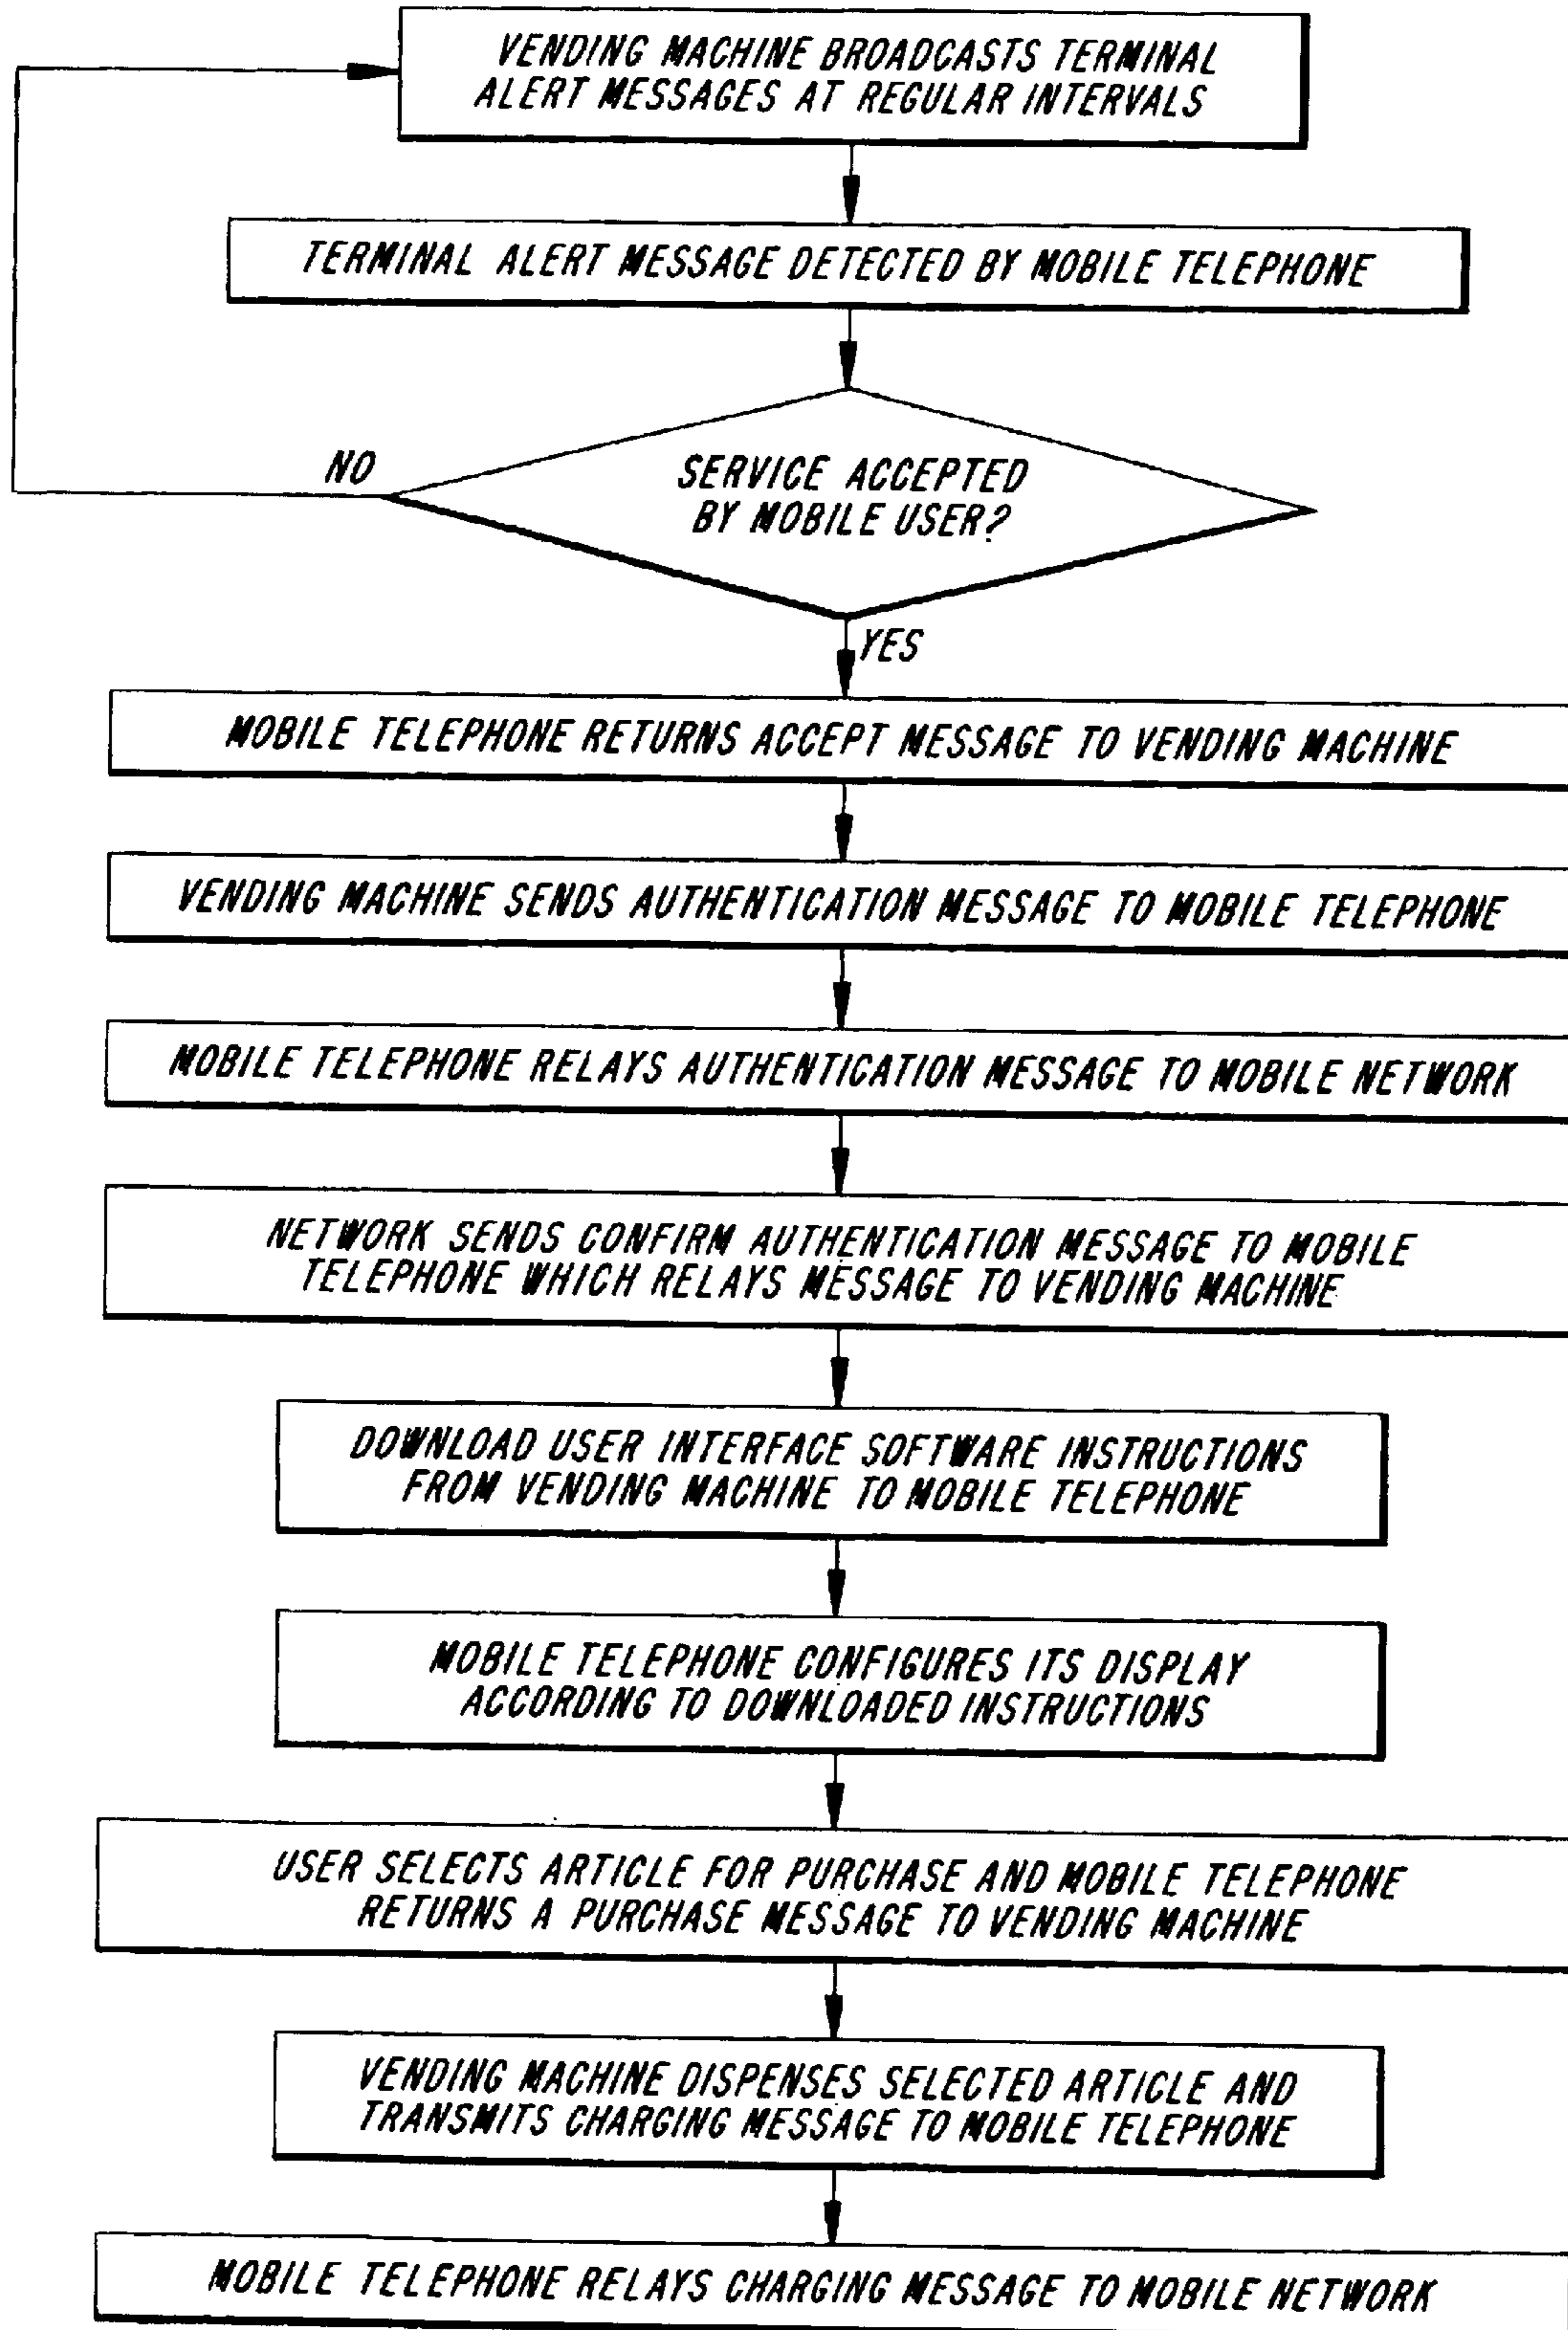 VENDING MACHINE BROADCASTS TERMINAL
ALERT MESSAGES AT REGULAR INTERVALS
TERMINAL ALERT MESSAGE DETECTED BY MOBILE TELEPHONE
NO
SERVICE ACCEPTED
BY MOBILE USER?
YES
MOBILE TELEPHONE RETURNS ACCEPT MESSAGE TO VENDING MACHINE
VENDING MACHINE SENDS AUTHENTICATION MESSAGE TO MOBILE TELEPHONE
MOBILE TELEPHONE RELAYS AUTHENTICATION MESSAGE TO MOBILE NETWORK
NETWORK SENDS CONFIRM AUTHENTICATION MESSAGE TO MOBILE
TELEPHONE WHICH RELAYS MESSAGE TO VENDING MACHINE
DOWNLOAD USER INTERFACE SOFTWARE INSTRUCTIONS
FROM VENDING MACHINE TO MOBILE TELEPHONE
MOBILE TELEPHONE CONFIGURES ITS DISPLAY
ACCORDING TO DOWNLOADED INSTRUCTIONS
USER SELECTS ARTICLE FOR PURCHASE AND MOBILE TELEPHONE
RETURNS A PURCHASE MESSAGE TO VENDING MACHINE
VENDING MACHINE DISPENSES SELECTED ARTICLE AND
TRANSMITS CHARGING MESSAGE TO MOBILE TELEPHONE
MOBILE TELEPHONE RELAYS CHARGING MESSAGE TO MOBILE NETWORK